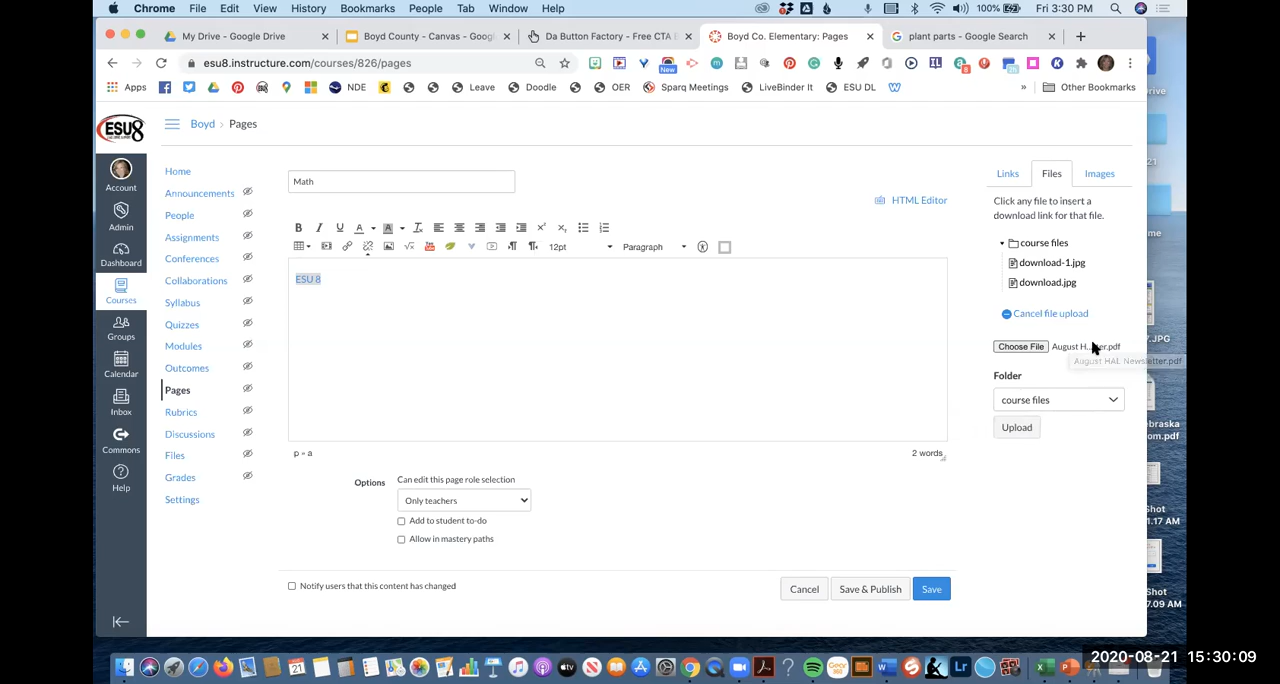 Chrome File Edit View History Bookmarks People Tab Window Help 100% Fri 3:30 PM
My Drive - Google Drive
Boyd County - Canvas - Goog
Da Button Factory - Free CTA B
Boyd Co. Elementary: Pages
plant parts - Google Search
esu8.instructure.com/courses/826/pages
Apps NDE Leave Doodle OER Sparq Meetings LiveBinder It ESU DL » Other Bookmarks
ESU8
Boyd › Pages
Account
Admin
Dashboard
Courses
Groups
Calendar
Inbox
Commons
Help
Home
Announcements
People
Assignments
Conferences
Collaborations
Syllabus
Quizzes
Modules
Outcomes
Pages
Rubrics
Discussions
Files
Grades
Settings
Math
HTML Editor
12pt Paragraph
ESU 8
p » a
2 words
Options
Can edit this page role selection
Only teachers
Add to student to-do
Allow in mastery paths
Notify users that this content has changed
Cancel Save & Publish Save
Links Files Images
Click any file to insert a
download link for that file.
course files
download-1.jpg
download.jpg
Cancel file upload
Choose File August H...ter.pdf
August HAL Newsletter.pdf
Folder
course files
Upload
2020-08-21 15:30:09